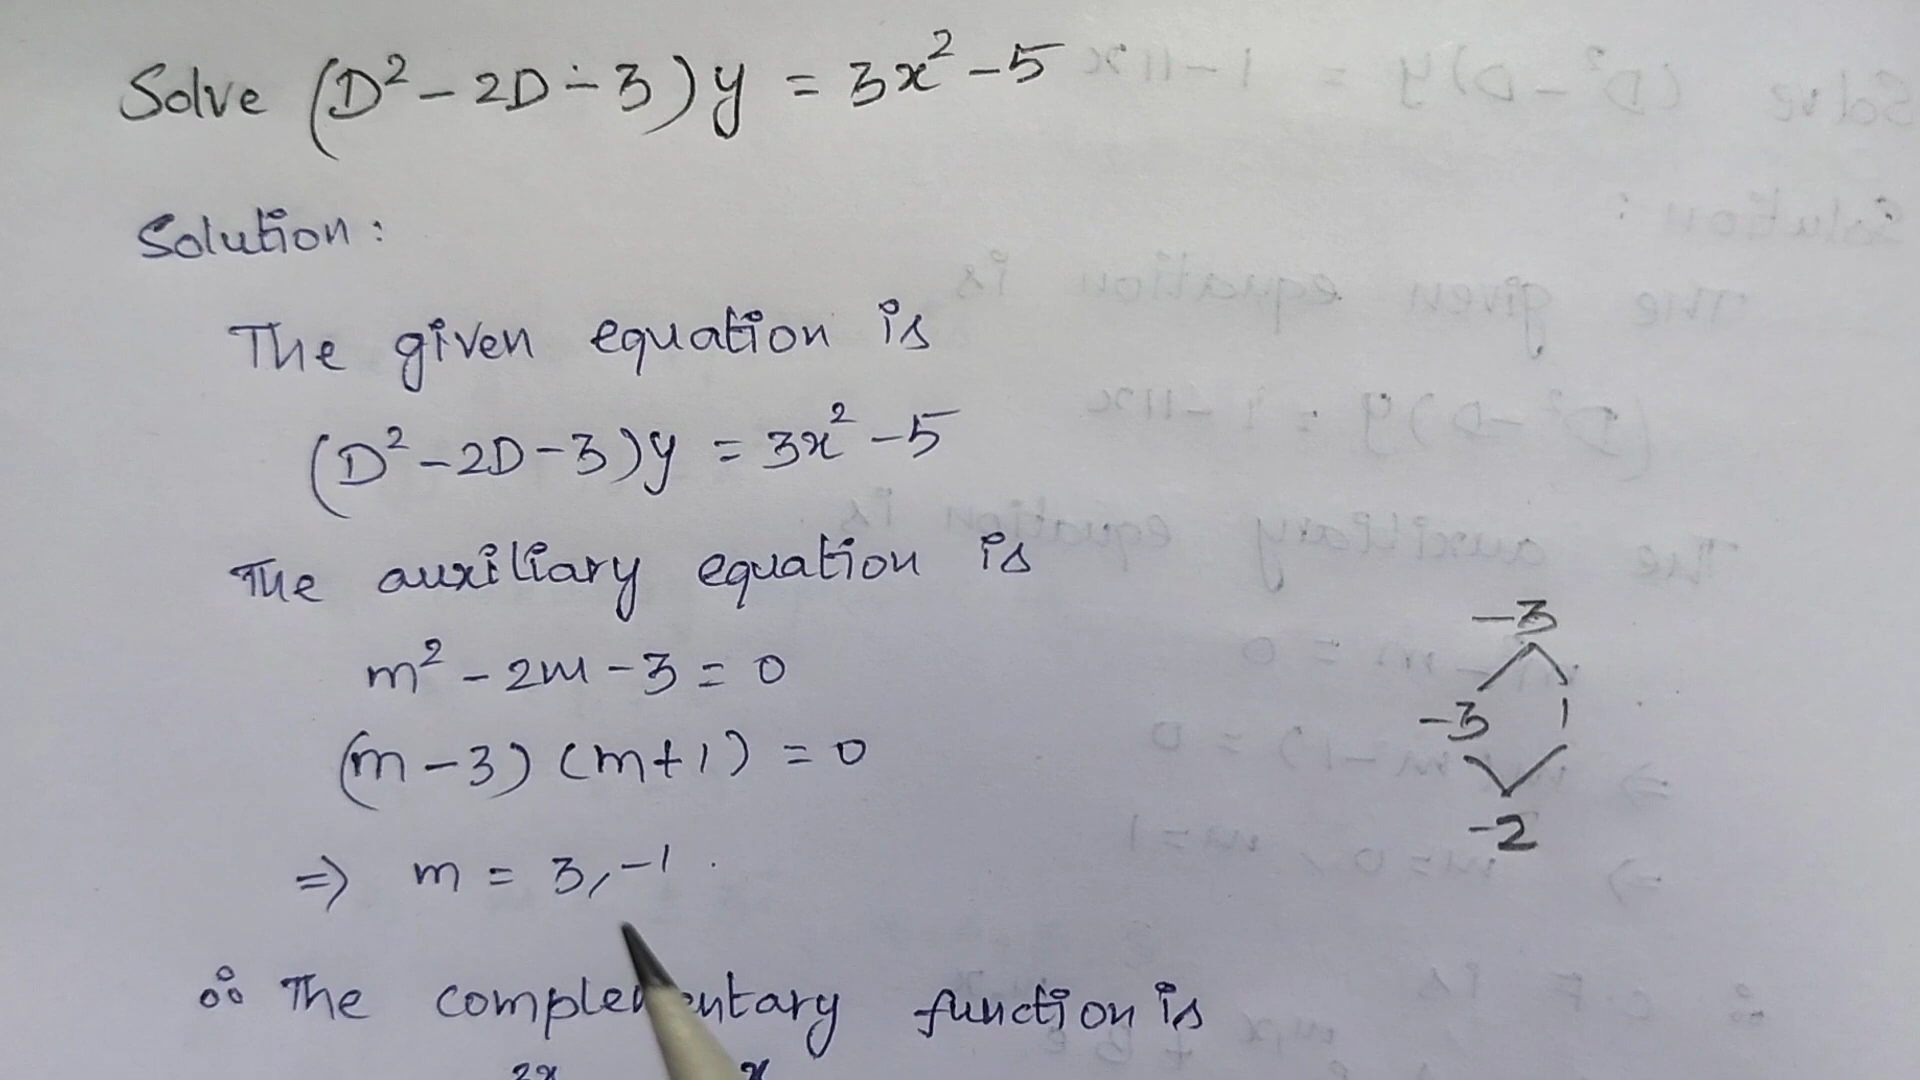 Solve (D² - 2D - 3) y = 3x² - 5
Solution:
The given equation is
(D² - 2D - 3) y = 3x² - 5
The auxiliary equation is
m² - 2m - 3 = 0
(m - 3) (m + 1) = 0
⇒ m = 3, -1.
-3
-3 1
-2
∴ The complementary function is